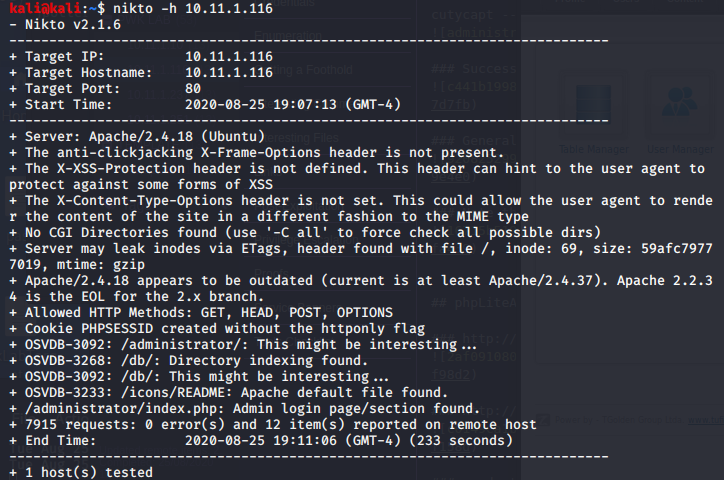 kali@kali:~$ nikto -h 10.11.1.116
- Nikto v2.1.6
---------------------------------------------------------------------------
+ Target IP:          10.11.1.116
+ Target Hostname:    10.11.1.116
+ Target Port:        80
+ Start Time:         2020-08-25 19:07:13 (GMT-4)
---------------------------------------------------------------------------
+ Server: Apache/2.4.18 (Ubuntu)
+ The anti-clickjacking X-Frame-Options header is not present.
+ The X-XSS-Protection header is not defined. This header can hint to the user agent to
protect against some forms of XSS
+ The X-Content-Type-Options header is not set. This could allow the user agent to rende
r the content of the site in a different fashion to the MIME type
+ No CGI Directories found (use '-C all' to force check all possible dirs)
+ Server may leak inodes via ETags, header found with file /, inode: 69, size: 59afc7977
7019, mtime: gzip
+ Apache/2.4.18 appears to be outdated (current is at least Apache/2.4.37). Apache 2.2.3
4 is the EOL for the 2.x branch.
+ Allowed HTTP Methods: GET, HEAD, POST, OPTIONS
+ Cookie PHPSESSID created without the httponly flag
+ OSVDB-3092: /administrator/: This might be interesting...
+ OSVDB-3268: /db/: Directory indexing found.
+ OSVDB-3092: /db/: This might be interesting...
+ OSVDB-3233: /icons/README: Apache default file found.
+ /administrator/index.php: Admin login page/section found.
+ 7915 requests: 0 error(s) and 12 item(s) reported on remote host
+ End Time:           2020-08-25 19:11:06 (GMT-4) (233 seconds)
---------------------------------------------------------------------------
+ 1 host(s) tested